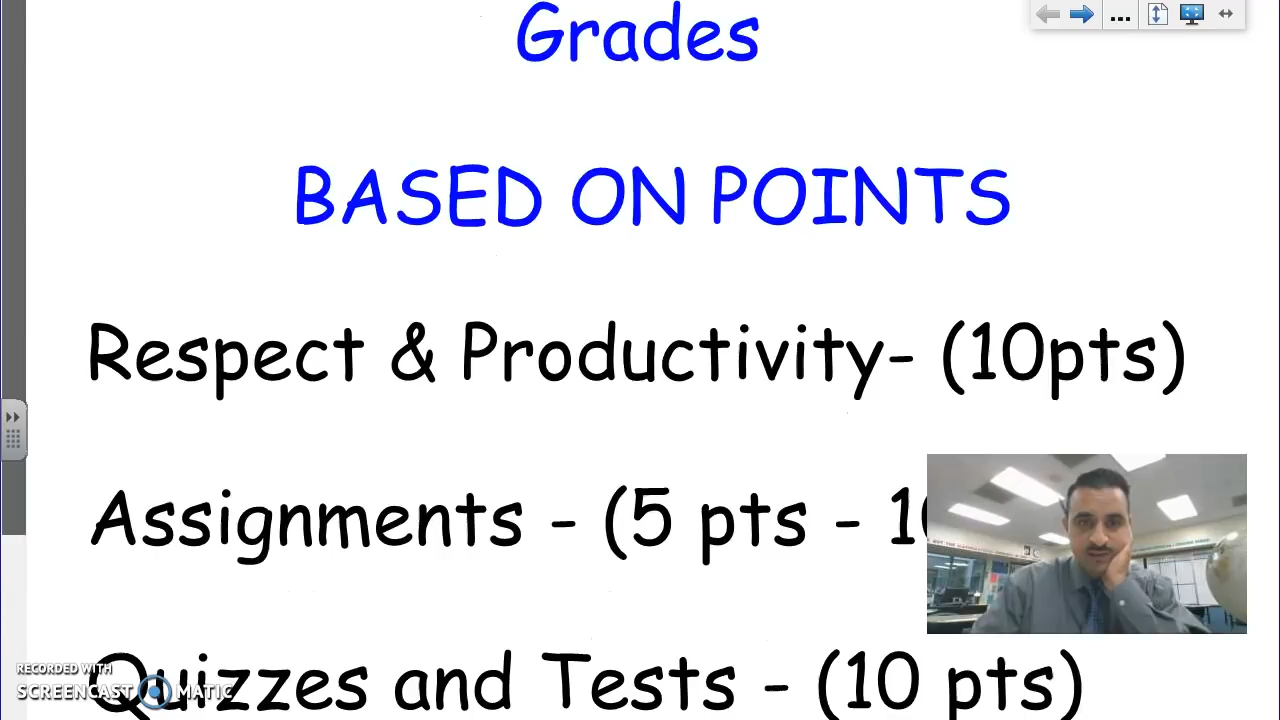 Grades
BASED ON POINTS
Respect & Productivity- (10pts)
Assignments - (5 pts - 10
Quizzes and Tests - (10 pts)
RECORDED WITH
SCREENCAST MATIC